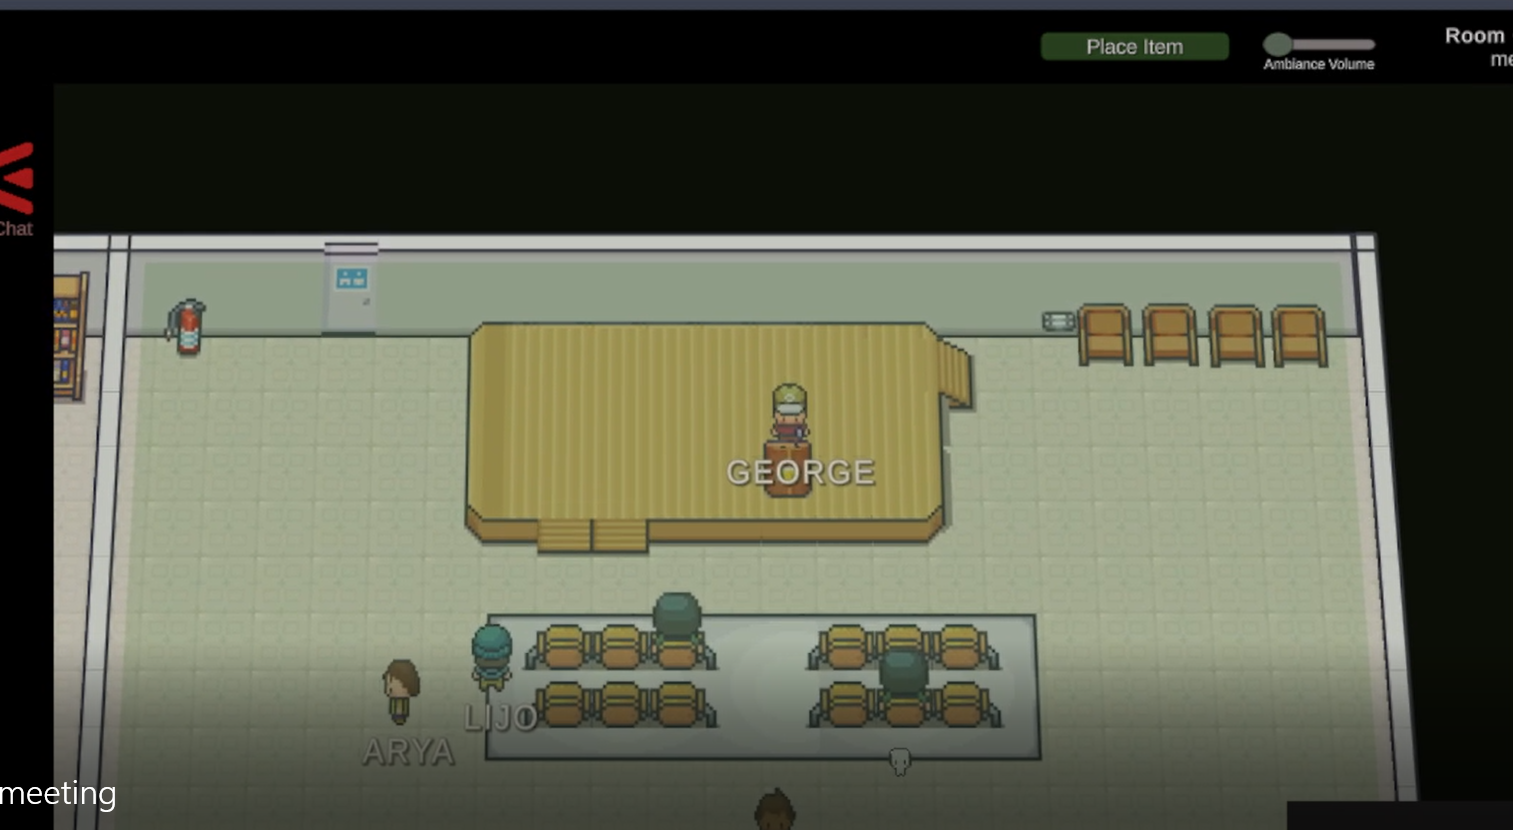 Place Item
Ambiance Volume
Room
me
Chat
GEORGE
LIJO
ARYA
meeting